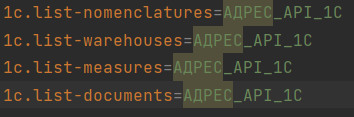 1c.list-nomenclatures=АДРЕС_API_1C
1c.list-warehouses=АДРЕС_API_1C
1c.list-measures=АДРЕС_API_1C
1c.list-documents=АДРЕС_API_1C